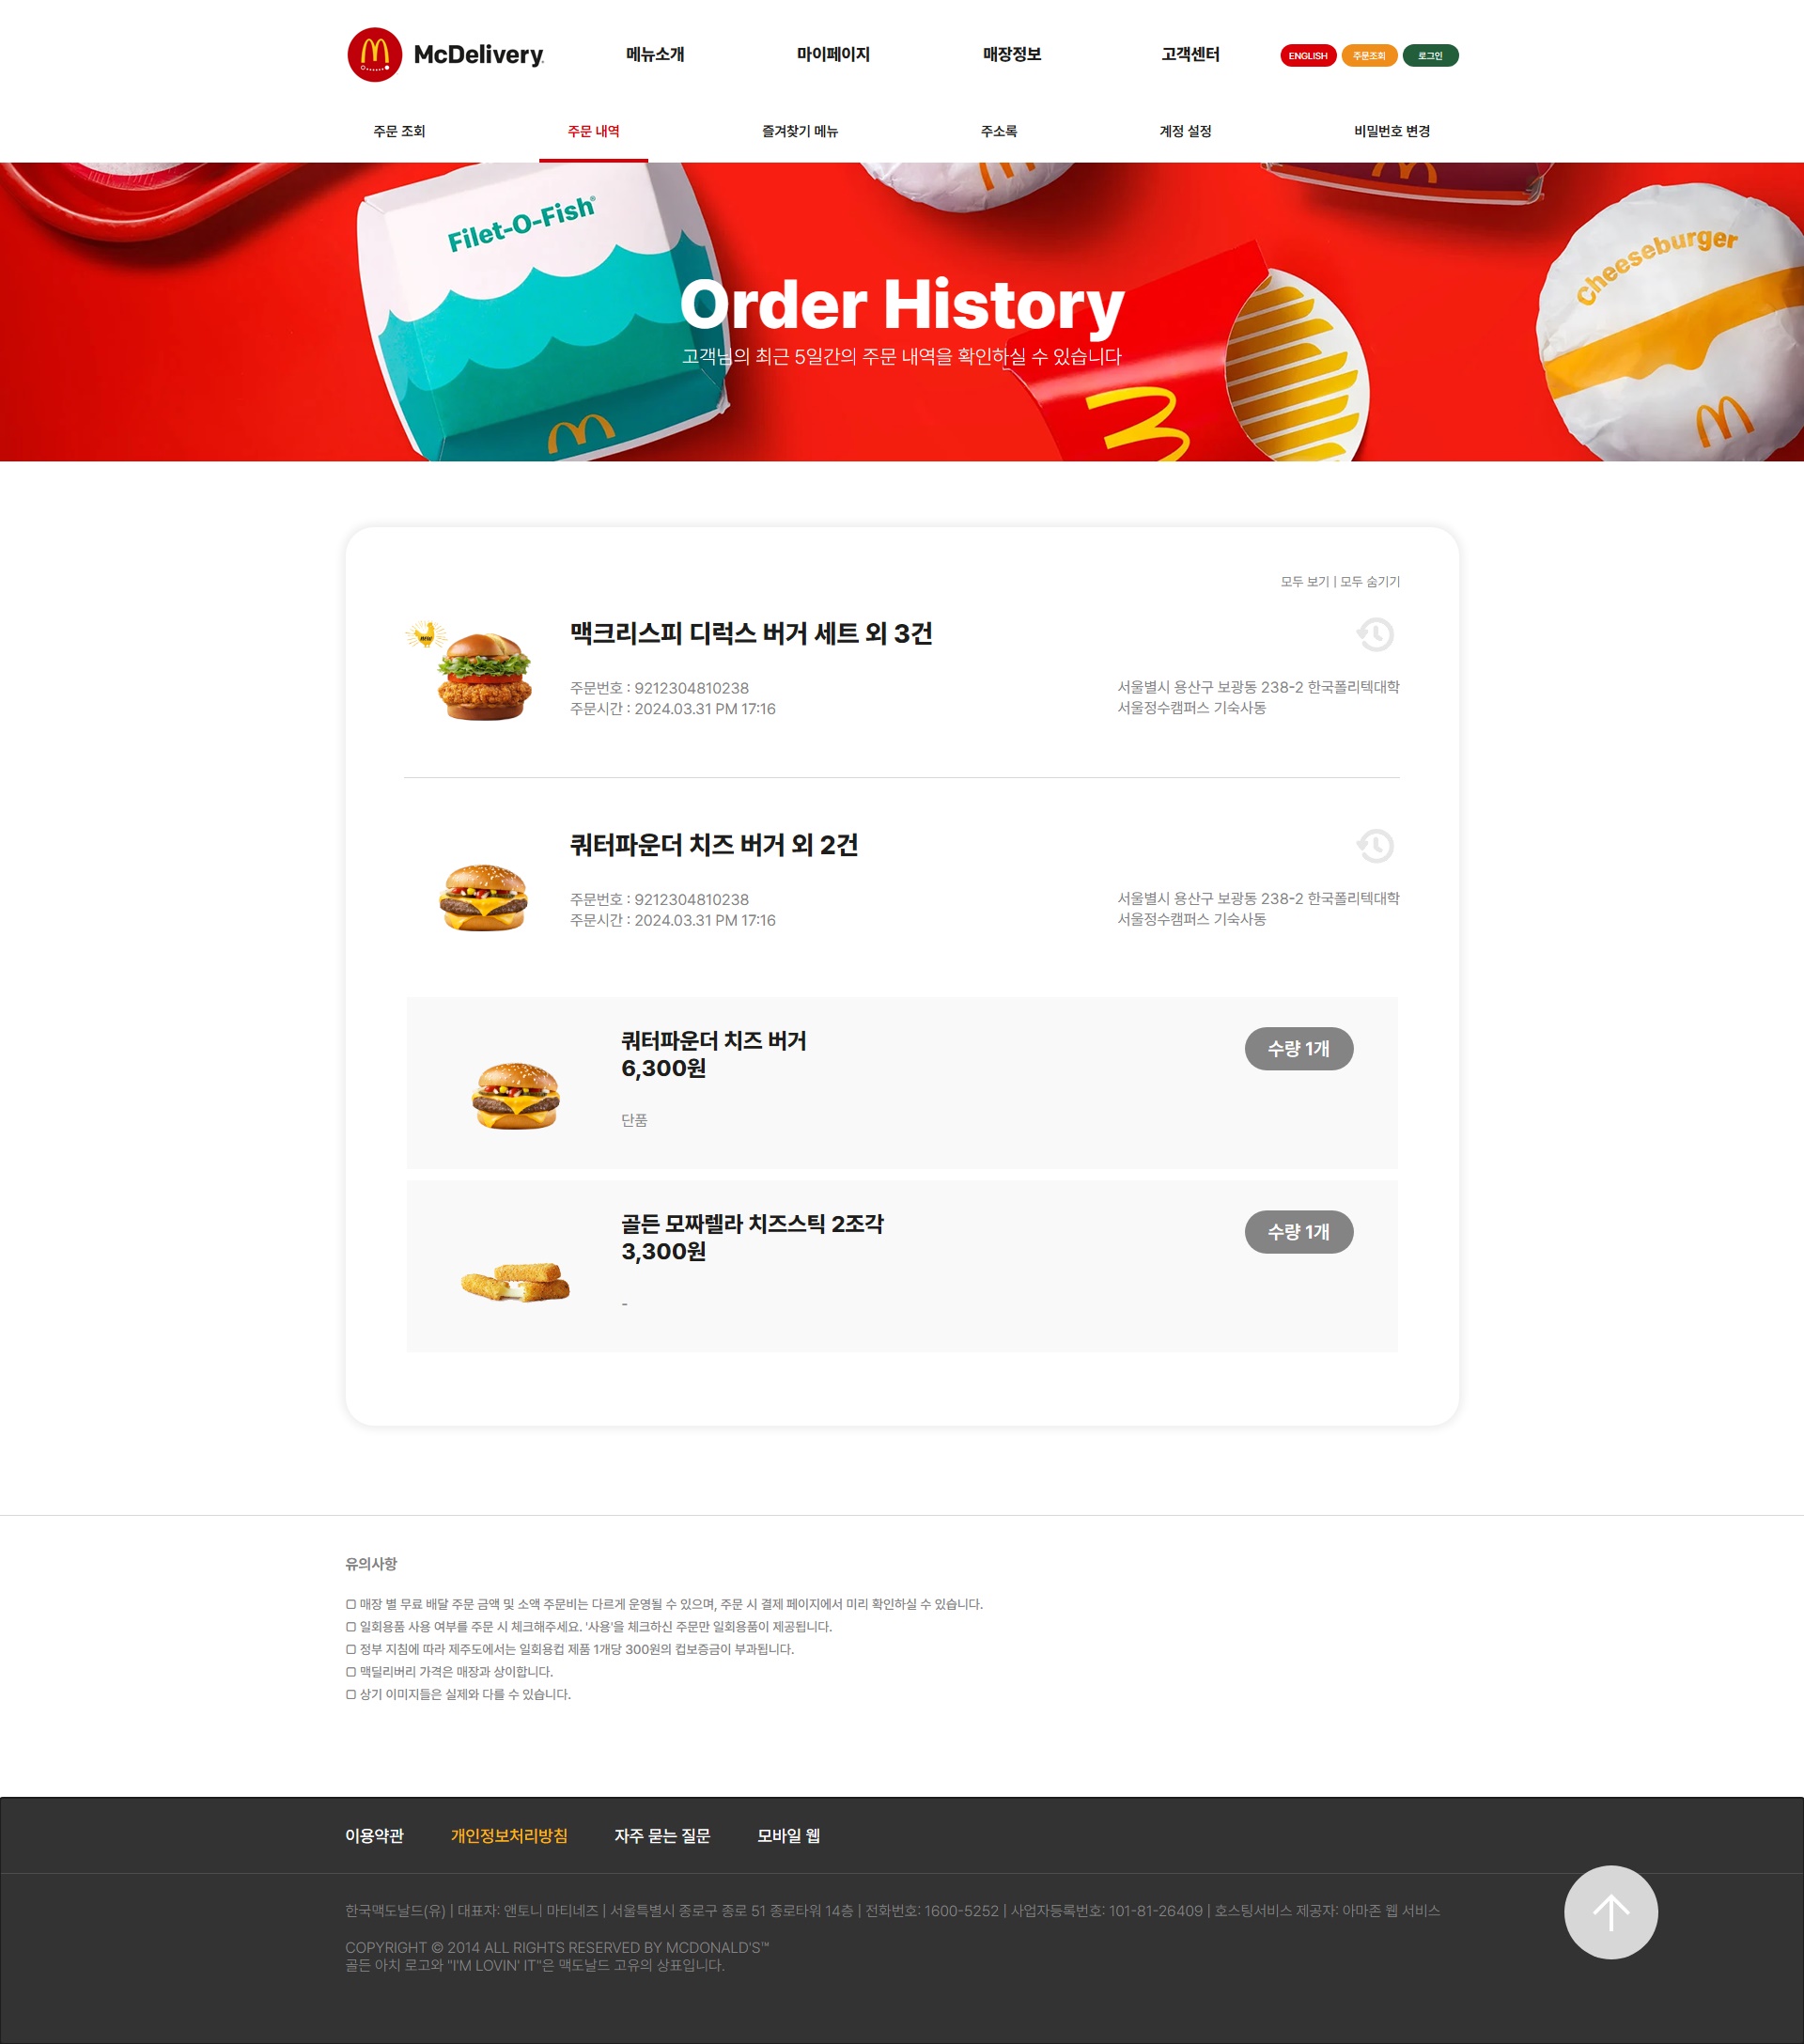 McDelivery.
메뉴소개
마이페이지
매장정보
고객센터
ENGLISH
주문조회
로그인
주문 조회
주문 내역
즐겨찾기 메뉴
주소록
계정 설정
비밀번호 변경
Filet-O-Fish®
cheeseburger
Order History
고객님의 최근 5일간의 주문 내역을 확인하실 수 있습니다
모두 보기 | 모두 숨기기
맥크리스피 디럭스 버거 세트 외 3건
주문번호 : 9212304810238
주문시간 : 2024.03.31 PM 17:16
서울별시 용산구 보광동 238-2 한국폴리텍대학
서울정수캠퍼스 기숙사동
쿼터파운더 치즈 버거 외 2건
주문번호 : 9212304810238
주문시간 : 2024.03.31 PM 17:16
서울별시 용산구 보광동 238-2 한국폴리텍대학
서울정수캠퍼스 기숙사동
쿼터파운더 치즈 버거
6,300원
단품
수량 1개
골든 모짜렐라 치즈스틱 2조각
3,300원
-
수량 1개
유의사항
▢ 매장 별 무료 배달 주문 금액 및 소액 주문비는 다르게 운영될 수 있으며, 주문 시 결제 페이지에서 미리 확인하실 수 있습니다.
▢ 일회용품 사용 여부를 주문 시 체크해주세요. '사용'을 체크하신 주문만 일회용품이 제공됩니다.
▢ 정부 지침에 따라 제주도에서는 일회용컵 제품 1개당 300원의 컵보증금이 부과됩니다.
▢ 맥딜리버리 가격은 매장과 상이합니다.
▢ 상기 이미지들은 실제와 다를 수 있습니다.
이용약관
개인정보처리방침
자주 묻는 질문
모바일 웹
한국맥도날드(유) | 대표자: 앤토니 마티네즈 | 서울특별시 종로구 종로 51 종로타워 14층 | 전화번호: 1600-5252 | 사업자등록번호: 101-81-26409 | 호스팅서비스 제공자: 아마존 웹 서비스
COPYRIGHT © 2014 ALL RIGHTS RESERVED BY MCDONALD'S™
골든 아치 로고와 "I'M LOVIN' IT"은 맥도날드 고유의 상표입니다.